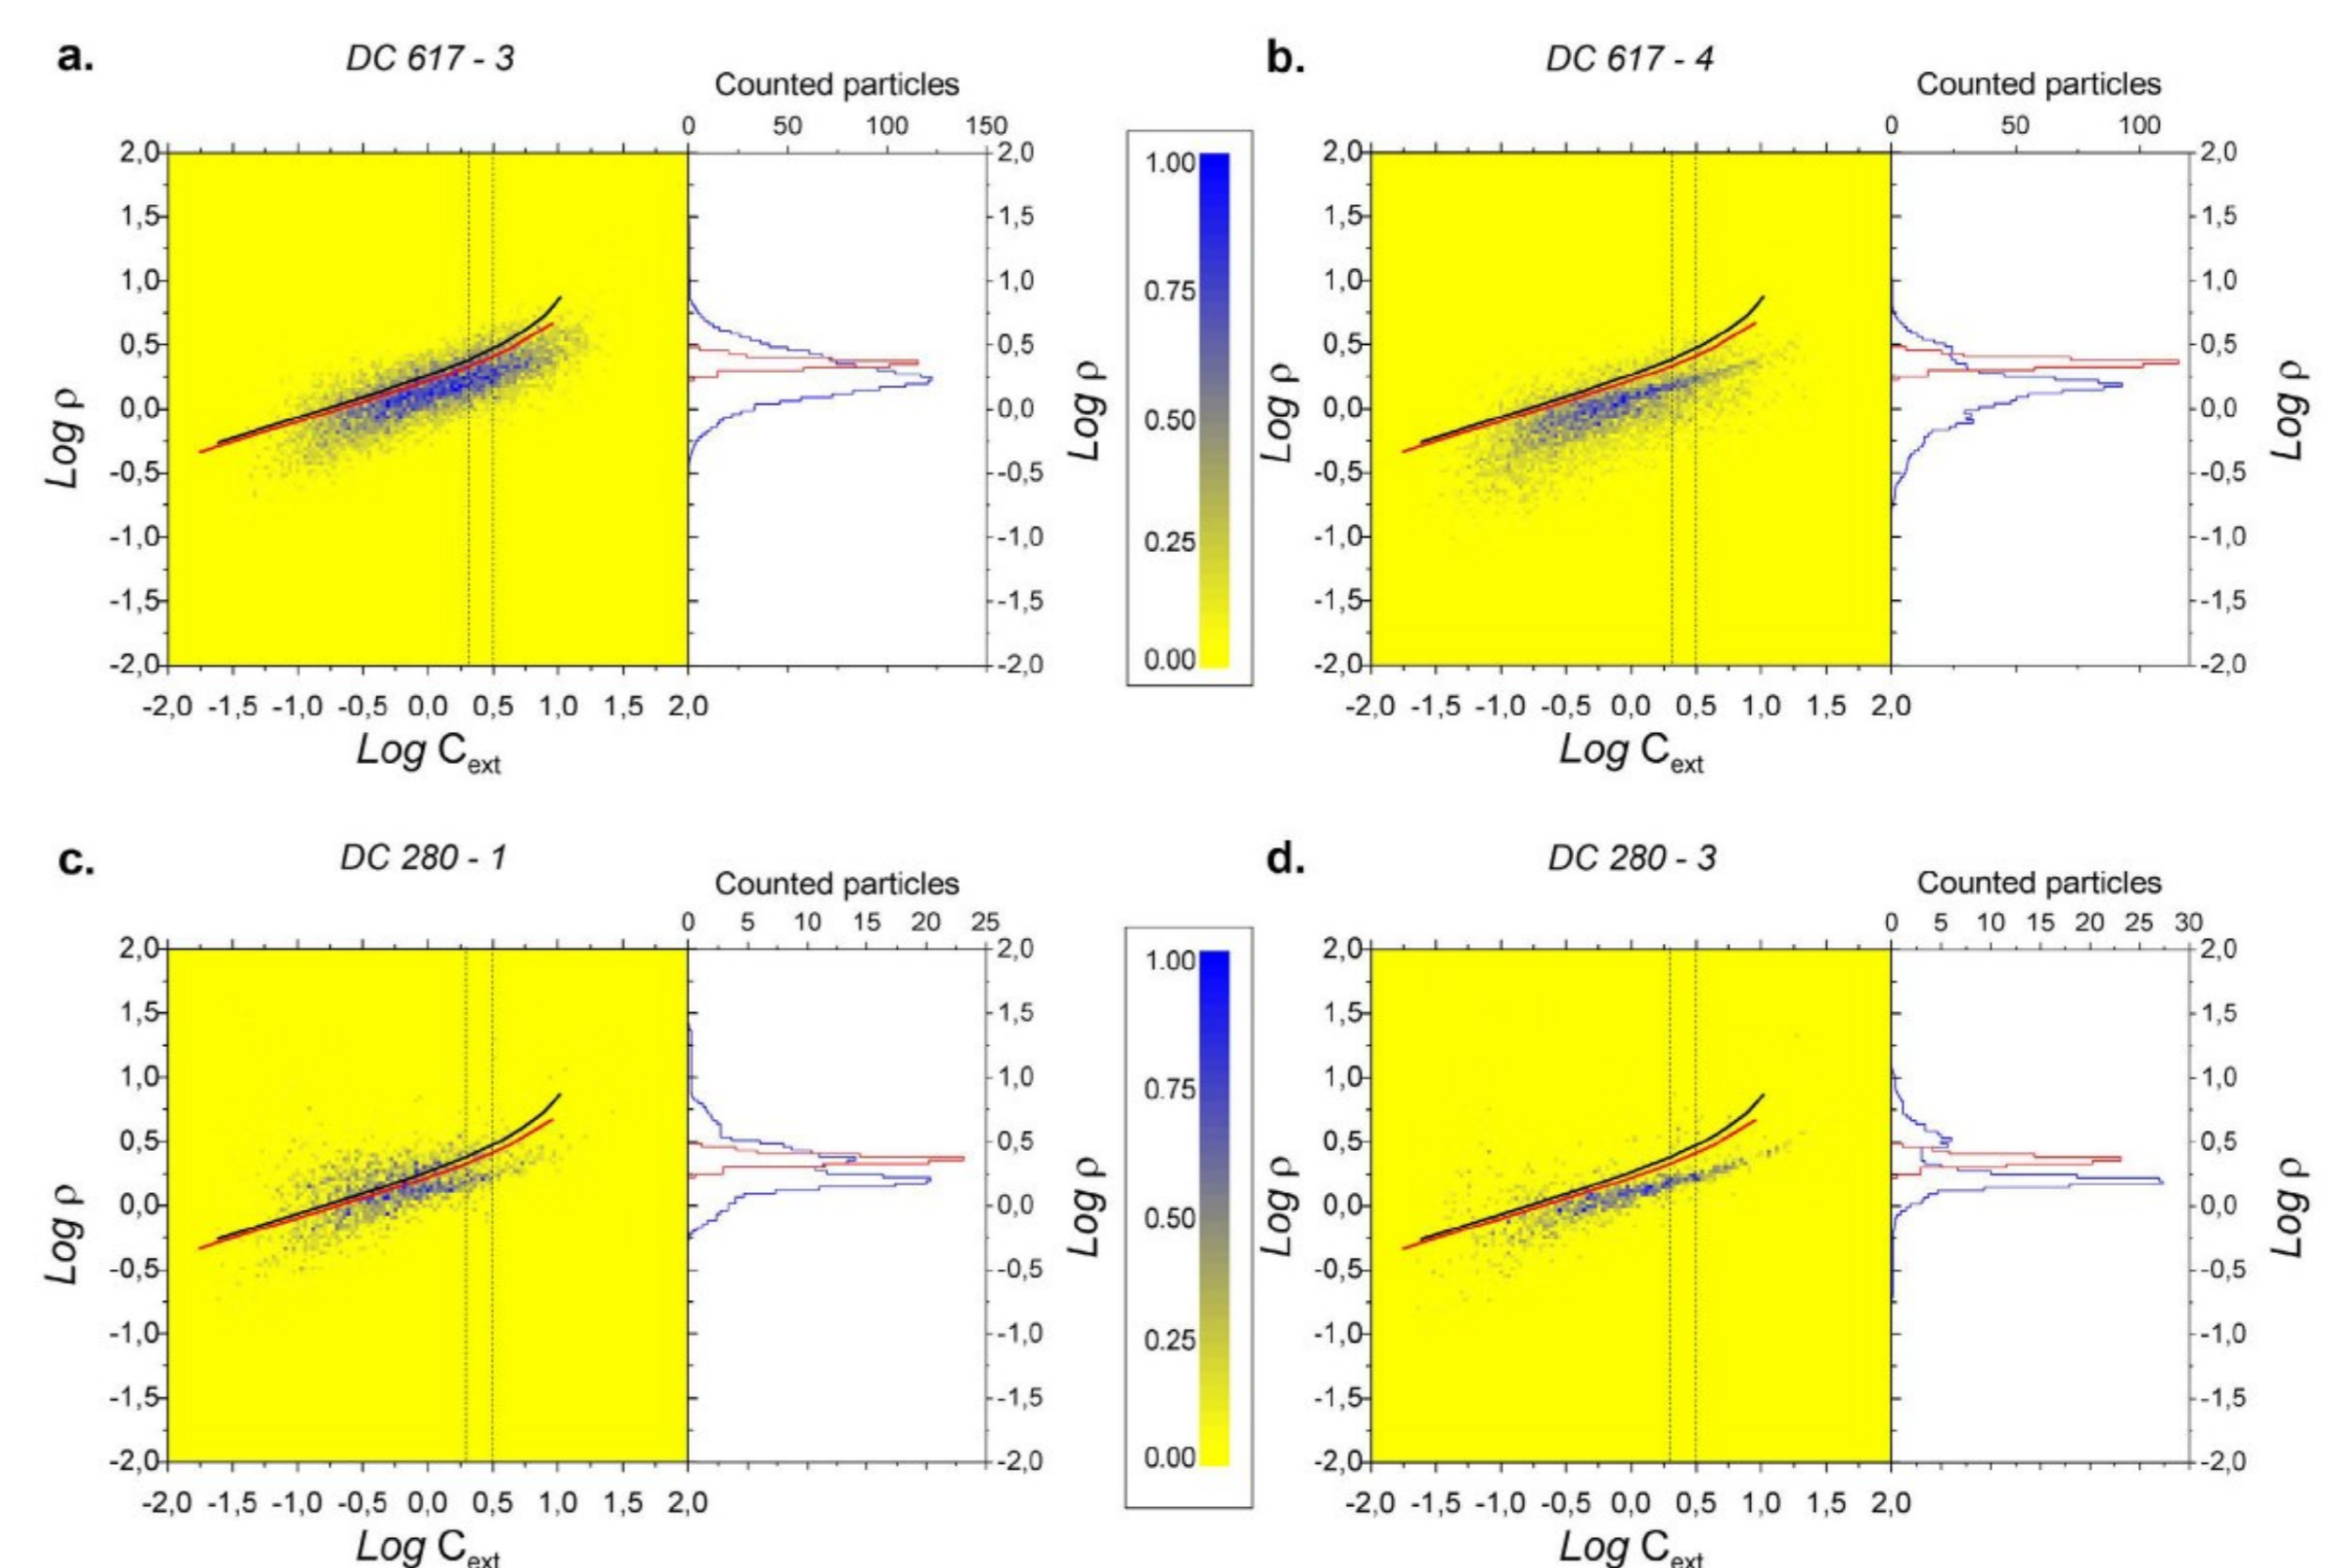 a.
DC 617 - 3
Counted particles
0 50 100 150
2,0
1,5
1,0
0,5
0,0
-0,5
-1,0
-1,5
-2,0
Log ρ
-2,0 -1,5 -1,0 -0,5 0,0 0,5 1,0 1,5 2,0
Log Cext
2,0
1,5
1,0
0,5
0,0
-0,5
-1,0
-1,5
-2,0
Log ρ
1.00
0.75
0.50
0.25
0.00
b.
DC 617 - 4
Counted particles
0 50 100
2,0
1,5
1,0
0,5
0,0
-0,5
-1,0
-1,5
-2,0
Log ρ
-2,0 -1,5 -1,0 -0,5 0,0 0,5 1,0 1,5 2,0
Log Cext
2,0
1,5
1,0
0,5
0,0
-0,5
-1,0
-1,5
-2,0
Log ρ
c.
DC 280 - 1
Counted particles
0 5 10 15 20 25
2,0
1,5
1,0
0,5
0,0
-0,5
-1,0
-1,5
-2,0
Log ρ
-2,0 -1,5 -1,0 -0,5 0,0 0,5 1,0 1,5 2,0
Log Cext
2,0
1,5
1,0
0,5
0,0
-0,5
-1,0
-1,5
-2,0
Log ρ
1.00
0.75
0.50
0.25
0.00
d.
DC 280 - 3
Counted particles
0 5 10 15 20 25 30
2,0
1,5
1,0
0,5
0,0
-0,5
-1,0
-1,5
-2,0
Log ρ
-2,0 -1,5 -1,0 -0,5 0,0 0,5 1,0 1,5 2,0
Log Cext
2,0
1,5
1,0
0,5
0,0
-0,5
-1,0
-1,5
-2,0
Log ρ